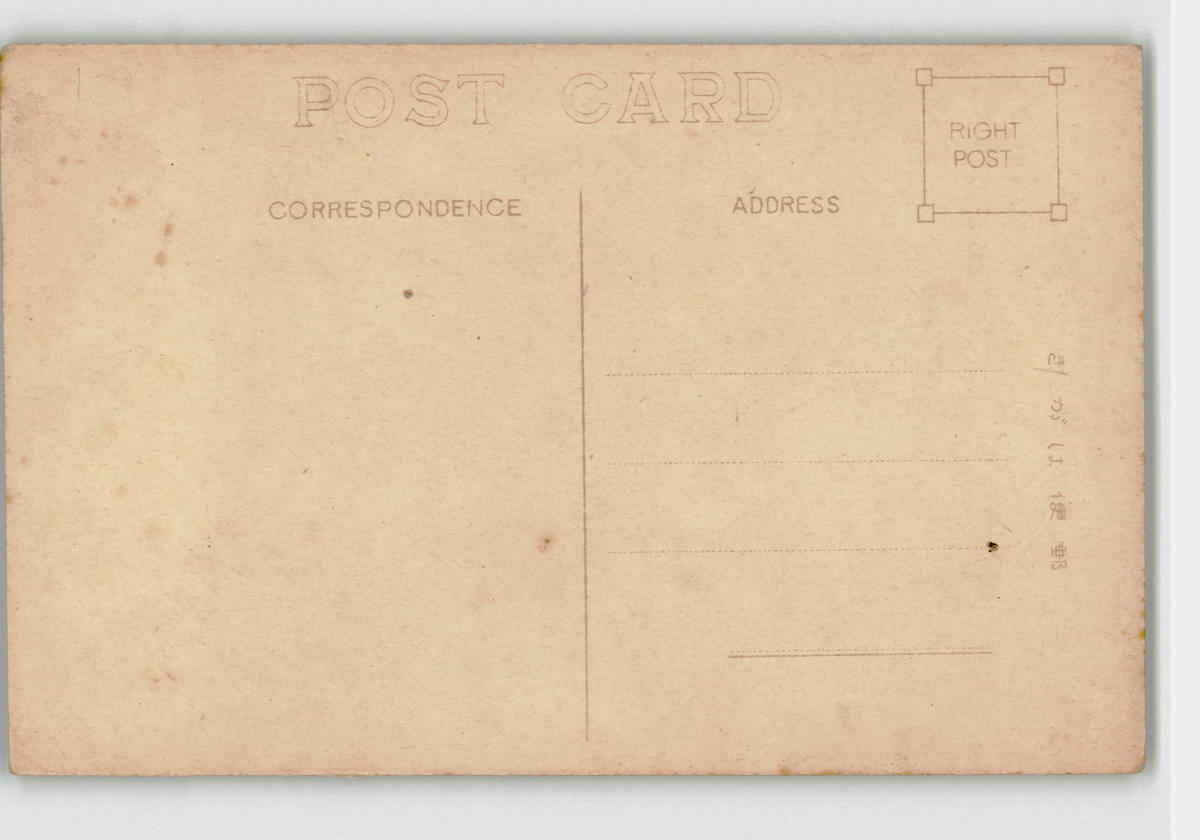 POST CARD
RIGHT
POST
CORRESPONDENCE
ADDRESS
きがは便郵